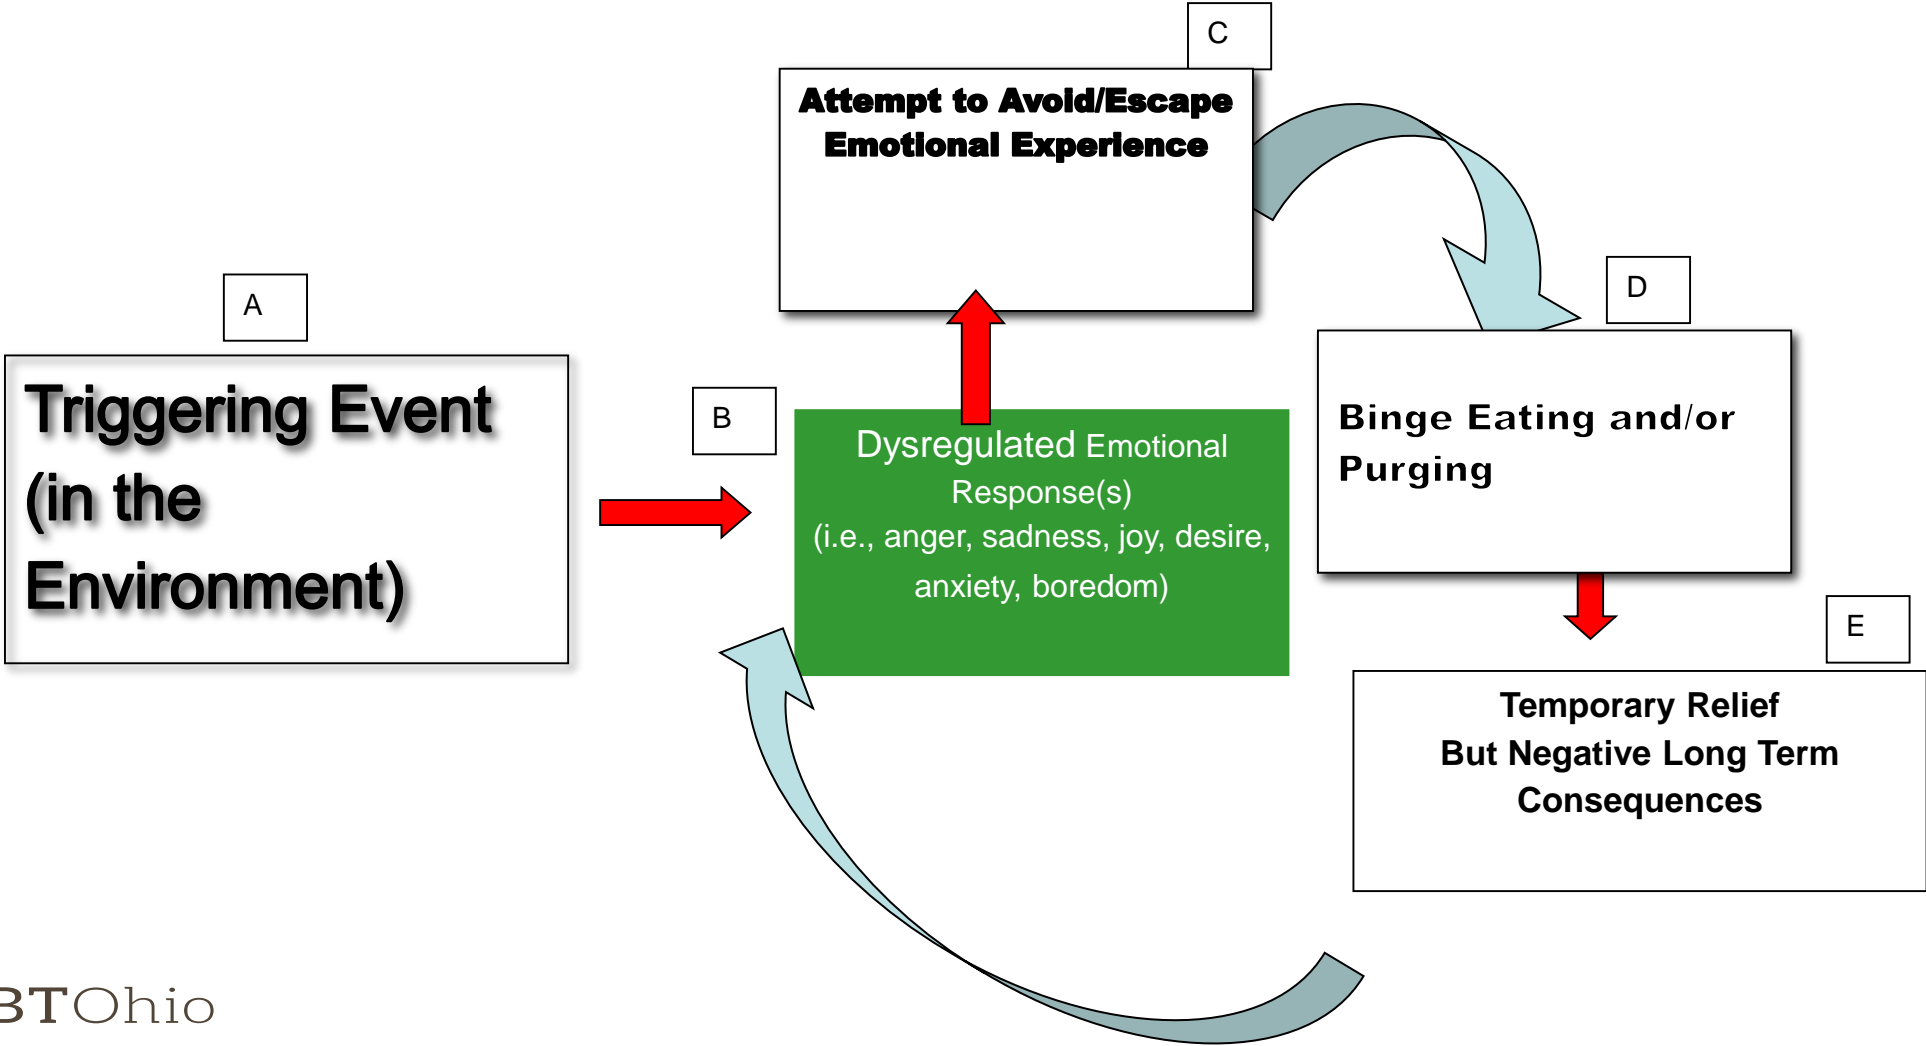 C
Attempt to Avoid/Escape
Emotional Experience
A
Triggering Event
(in the
Environment)
B
Dysregulated Emotional
Response(s)
(i.e., anger, sadness, joy, desire,
anxiety, boredom)
D
Binge Eating and/or
Purging
E
Temporary Relief
But Negative Long Term
Consequences
BTOhio